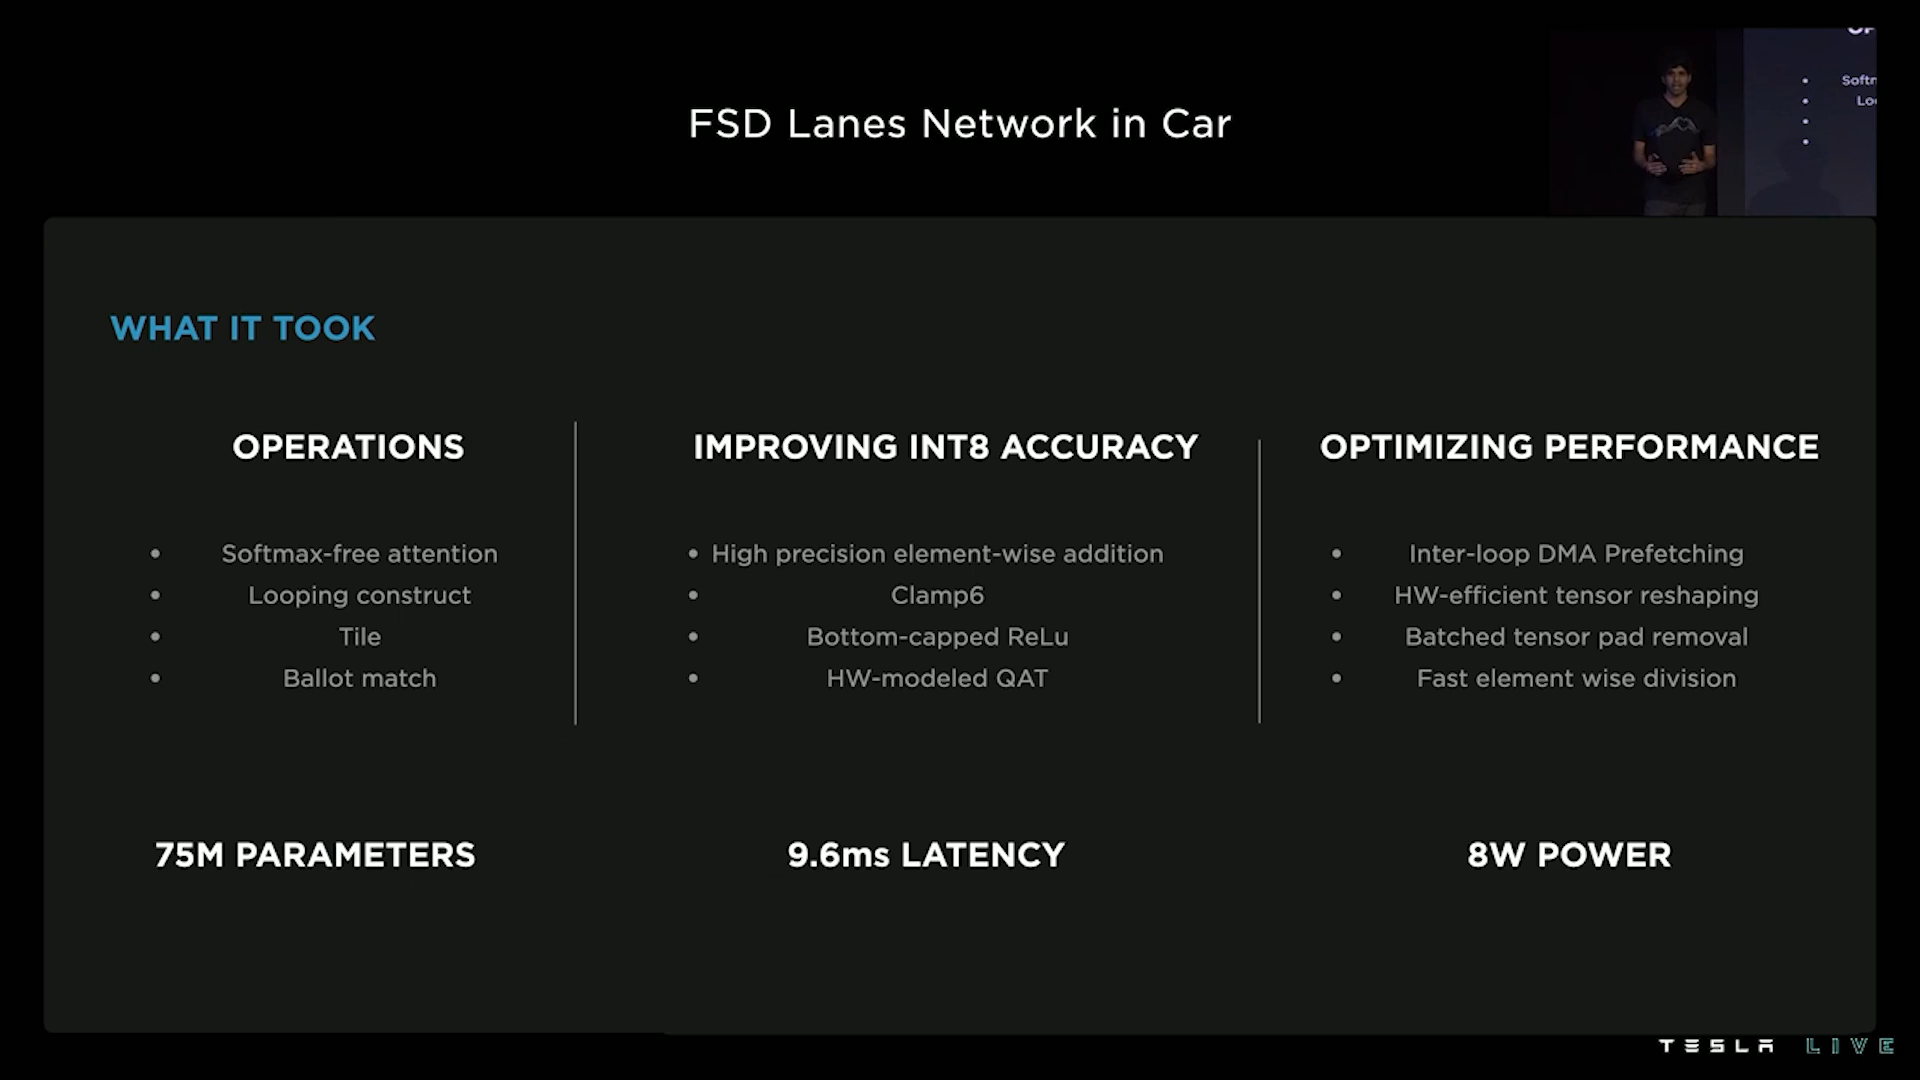 FSD Lanes Network in Car
WHAT IT TOOK
OPERATIONS
• Softmax-free attention
• Looping construct
• Tile
• Ballot match
IMPROVING INT8 ACCURACY
• High precision element-wise addition
• Clamp6
• Bottom-capped ReLu
• HW-modeled QAT
OPTIMIZING PERFORMANCE
• Inter-loop DMA Prefetching
• HW-efficient tensor reshaping
• Batched tensor pad removal
• Fast element wise division
75M PARAMETERS
9.6ms LATENCY
8W POWER
TESLA LIVE